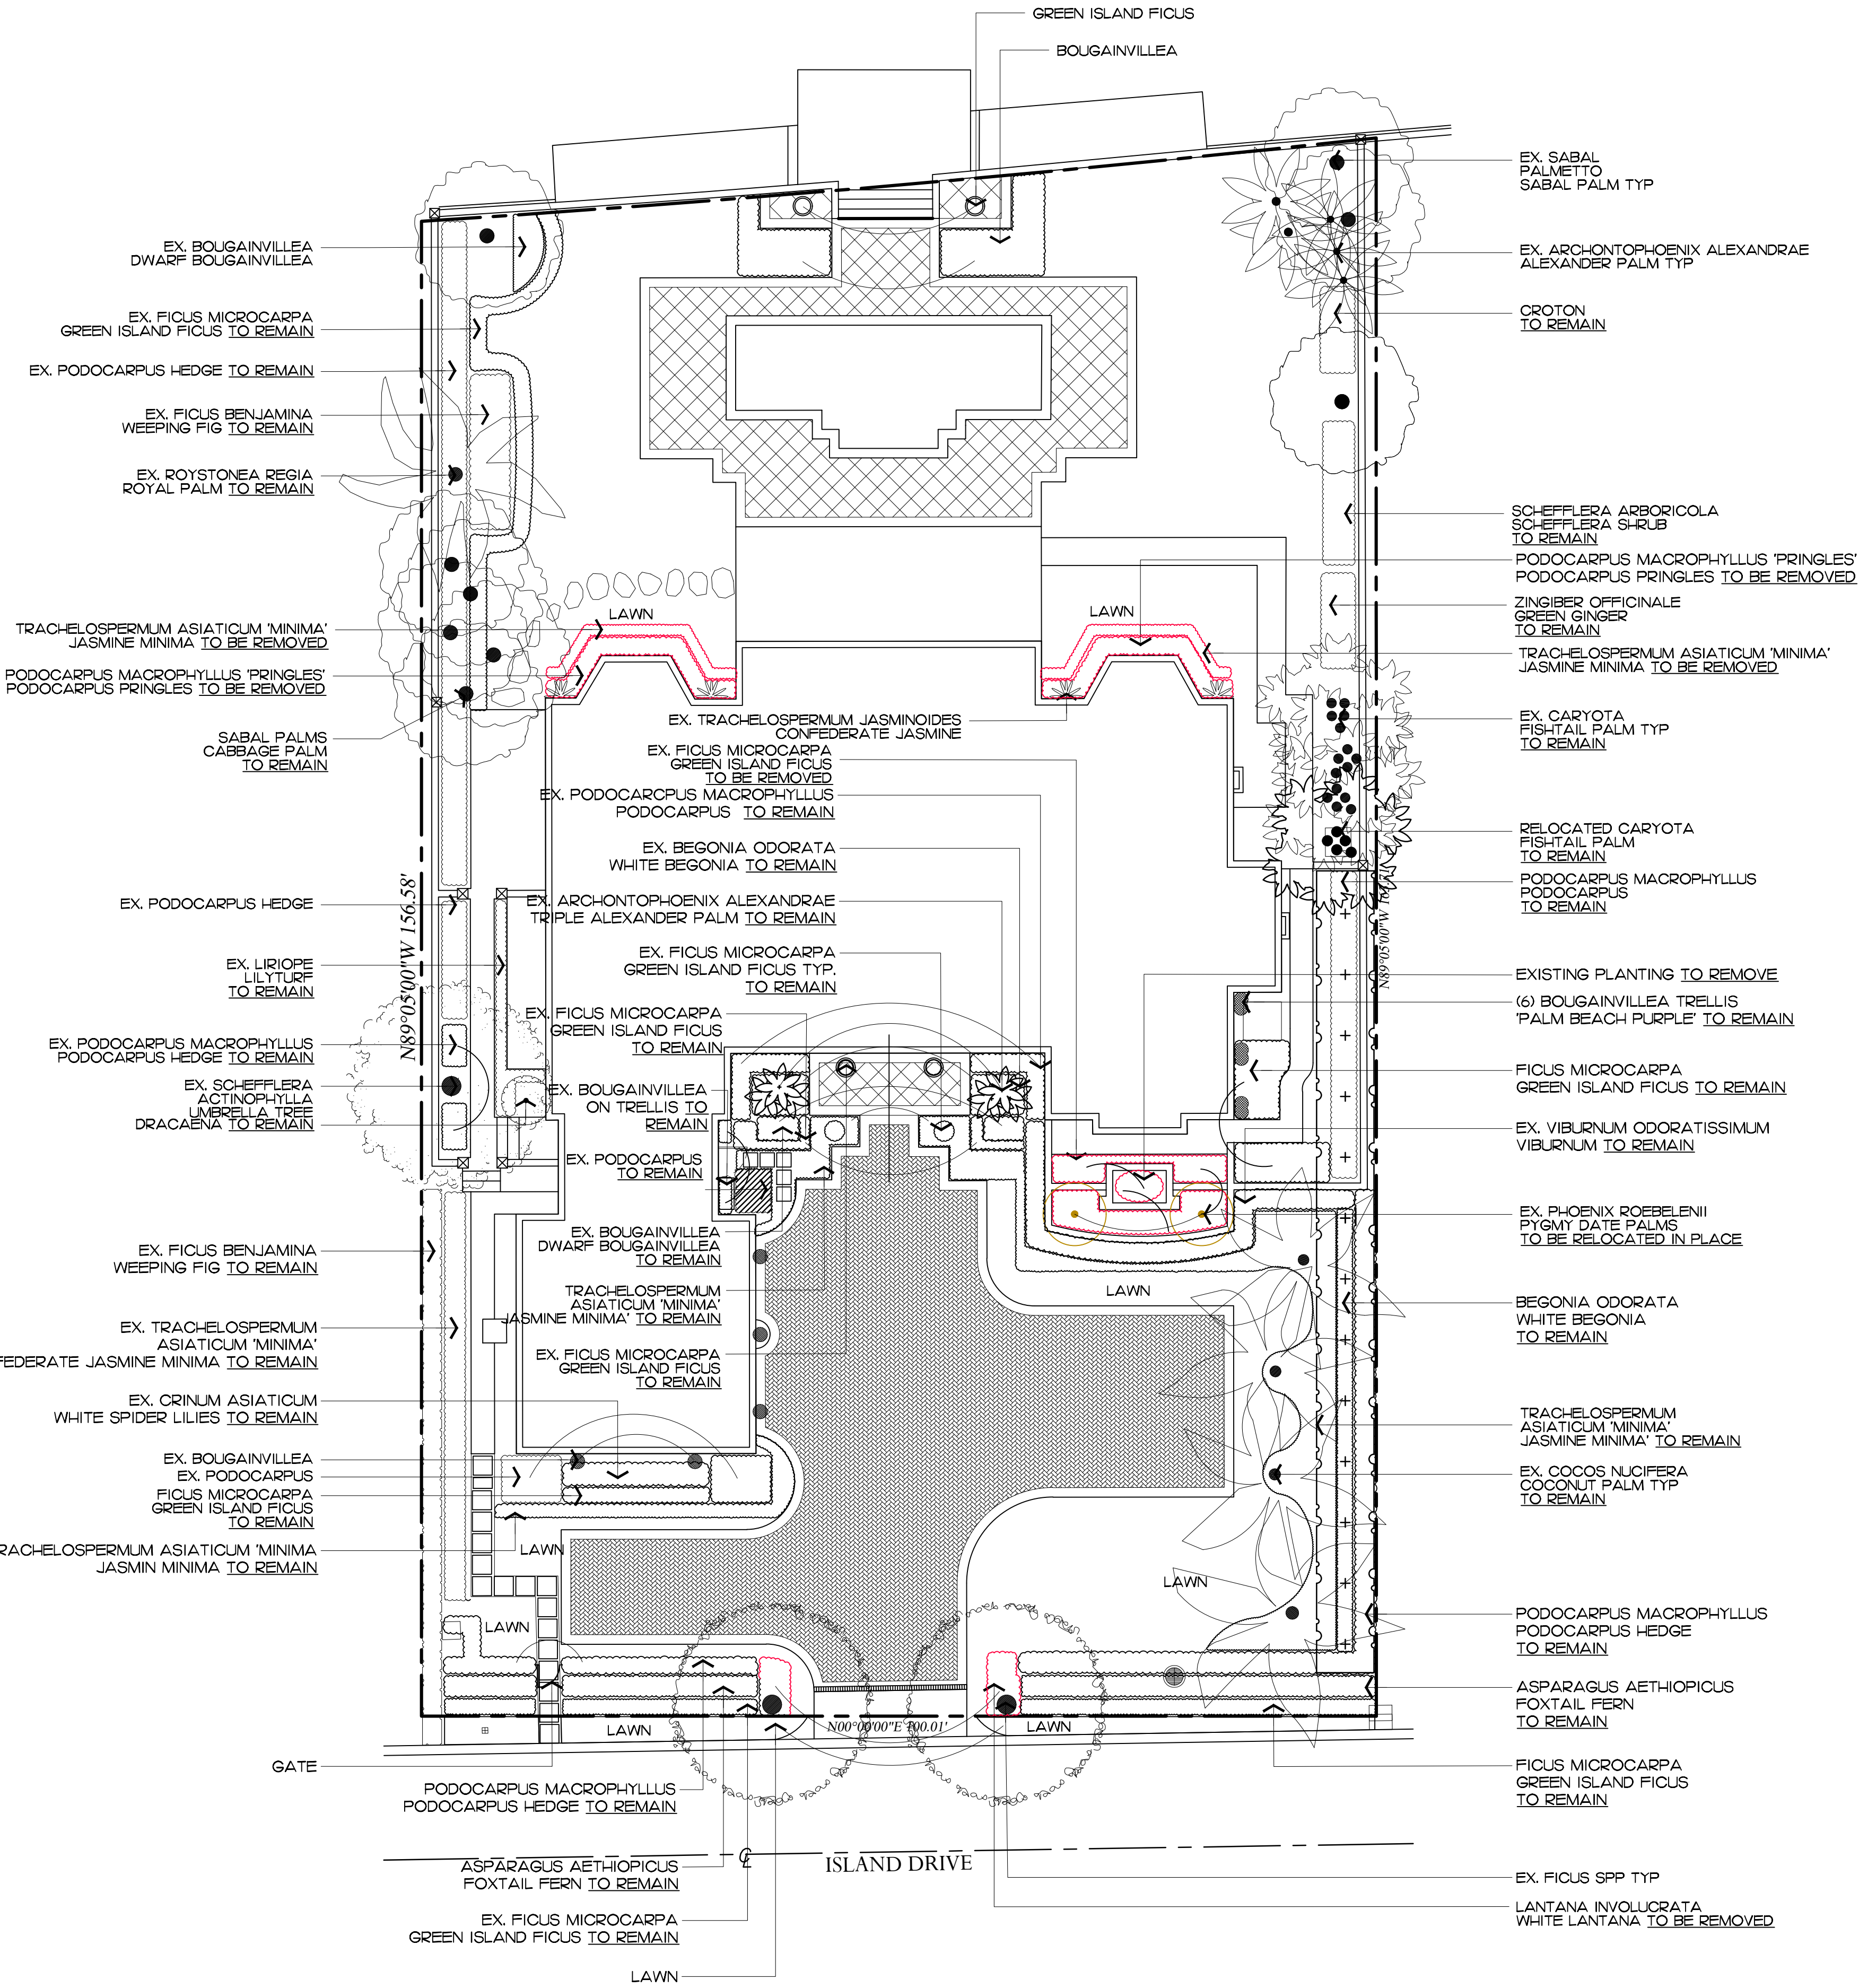 GREEN ISLAND FICUS
BOUGAINVILLEA
EX. BOUGAINVILLEA
DWARF BOUGAINVILLEA
EX. FICUS MICROCARPA
GREEN ISLAND FICUS TO REMAIN
EX. PODOCARPUS HEDGE TO REMAIN
EX. FICUS BENJAMINA
WEEPING FIG TO REMAIN
EX. ROYSTONEA REGIA
ROYAL PALM TO REMAIN
TRACHELOSPERMUM ASIATICUM 'MINIMA'
JASMINE MINIMA TO BE REMOVED
PODOCARPUS MACROPHYLLUS 'PRINGLES'
PODOCARPUS PRINGLES TO BE REMOVED
SABAL PALMS
CABBAGE PALM
TO REMAIN
EX. PODOCARPUS HEDGE
EX. LIRIOPE
LILYTURF
TO REMAIN
EX. PODOCARPUS MACROPHYLLUS
PODOCARPUS HEDGE TO REMAIN
EX. SCHEFFLERA
ACTINOPHYLLA
UMBRELLA TREE
DRACAENA TO REMAIN
EX. FICUS BENJAMINA
WEEPING FIG TO REMAIN
EX. TRACHELOSPERMUM
ASIATICUM 'MINIMA'
FEDERATE JASMINE MINIMA TO REMAIN
EX. CRINUM ASIATICUM
WHITE SPIDER LILIES TO REMAIN
EX. BOUGAINVILLEA
EX. PODOCARPUS
FICUS MICROCARPA
GREEN ISLAND FICUS
TO REMAIN
RACHELOSPERMUM ASIATICUM 'MINIMA
JASMIN MINIMA TO REMAIN
N89°05'00"W 156.58'
LAWN
LAWN
EX. TRACHELOSPERMUM JASMINOIDES
CONFEDERATE JASMINE
EX. FICUS MICROCARPA
GREEN ISLAND FICUS
TO BE REMOVED
EX. PODOCARCPUS MACROPHYLLUS
PODOCARPUS TO REMAIN
EX. BEGONIA ODORATA
WHITE BEGONIA TO REMAIN
EX. ARCHONTOPHOENIX ALEXANDRAE
TRIPLE ALEXANDER PALM TO REMAIN
EX. FICUS MICROCARPA
GREEN ISLAND FICUS TYP.
TO REMAIN
EX. FICUS MICROCARPA
GREEN ISLAND FICUS
TO REMAIN
EX. BOUGAINVILLEA
ON TRELLIS TO
REMAIN
EX. PODOCARPUS
TO REMAIN
EX. BOUGAINVILLEA
DWARF BOUGAINVILLEA
TO REMAIN
TRACHELOSPERMUM
ASIATICUM 'MINIMA'
JASMINE MINIMA' TO REMAIN
EX. FICUS MICROCARPA
GREEN ISLAND FICUS
TO REMAIN
LAWN
LAWN
LAWN
LAWN
LAWN
LAWN
N00°00'00"E 100.01'
EX. SABAL
PALMETTO
SABAL PALM TYP
EX. ARCHONTOPHOENIX ALEXANDRAE
ALEXANDER PALM TYP
CROTON
TO REMAIN
SCHEFFLERA ARBORICOLA
SCHEFFLERA SHRUB
TO REMAIN
PODOCARPUS MACROPHYLLUS 'PRINGLES'
PODOCARPUS PRINGLES TO BE REMOVED
ZINGIBER OFFICINALE
GREEN GINGER
TO REMAIN
TRACHELOSPERMUM ASIATICUM 'MINIMA'
JASMINE MINIMA TO BE REMOVED
EX. CARYOTA
FISHTAIL PALM TYP
TO REMAIN
RELOCATED CARYOTA
FISHTAIL PALM
TO REMAIN
PODOCARPUS MACROPHYLLUS
PODOCARPUS
TO REMAIN
N89°05'00"W
EXISTING PLANTING TO REMOVE
(6) BOUGAINVILLEA TRELLIS
'PALM BEACH PURPLE' TO REMAIN
FICUS MICROCARPA
GREEN ISLAND FICUS TO REMAIN
EX. VIBURNUM ODORATISSIMUM
VIBURNUM TO REMAIN
EX. PHOENIX ROEBELENII
PYGMY DATE PALMS
TO BE RELOCATED IN PLACE
BEGONIA ODORATA
WHITE BEGONIA
TO REMAIN
TRACHELOSPERMUM
ASIATICUM 'MINIMA'
JASMINE MINIMA' TO REMAIN
EX. COCOS NUCIFERA
COCONUT PALM TYP
TO REMAIN
PODOCARPUS MACROPHYLLUS
PODOCARPUS HEDGE
TO REMAIN
ASPARAGUS AETHIOPICUS
FOXTAIL FERN
TO REMAIN
FICUS MICROCARPA
GREEN ISLAND FICUS
TO REMAIN
EX. FICUS SPP TYP
LANTANA INVOLUCRATA
WHITE LANTANA TO BE REMOVED
GATE
PODOCARPUS MACROPHYLLUS
PODOCARPUS HEDGE TO REMAIN
ISLAND DRIVE
ASPARAGUS AETHIOPICUS
FOXTAIL FERN TO REMAIN
EX. FICUS MICROCARPA
GREEN ISLAND FICUS TO REMAIN
LAWN